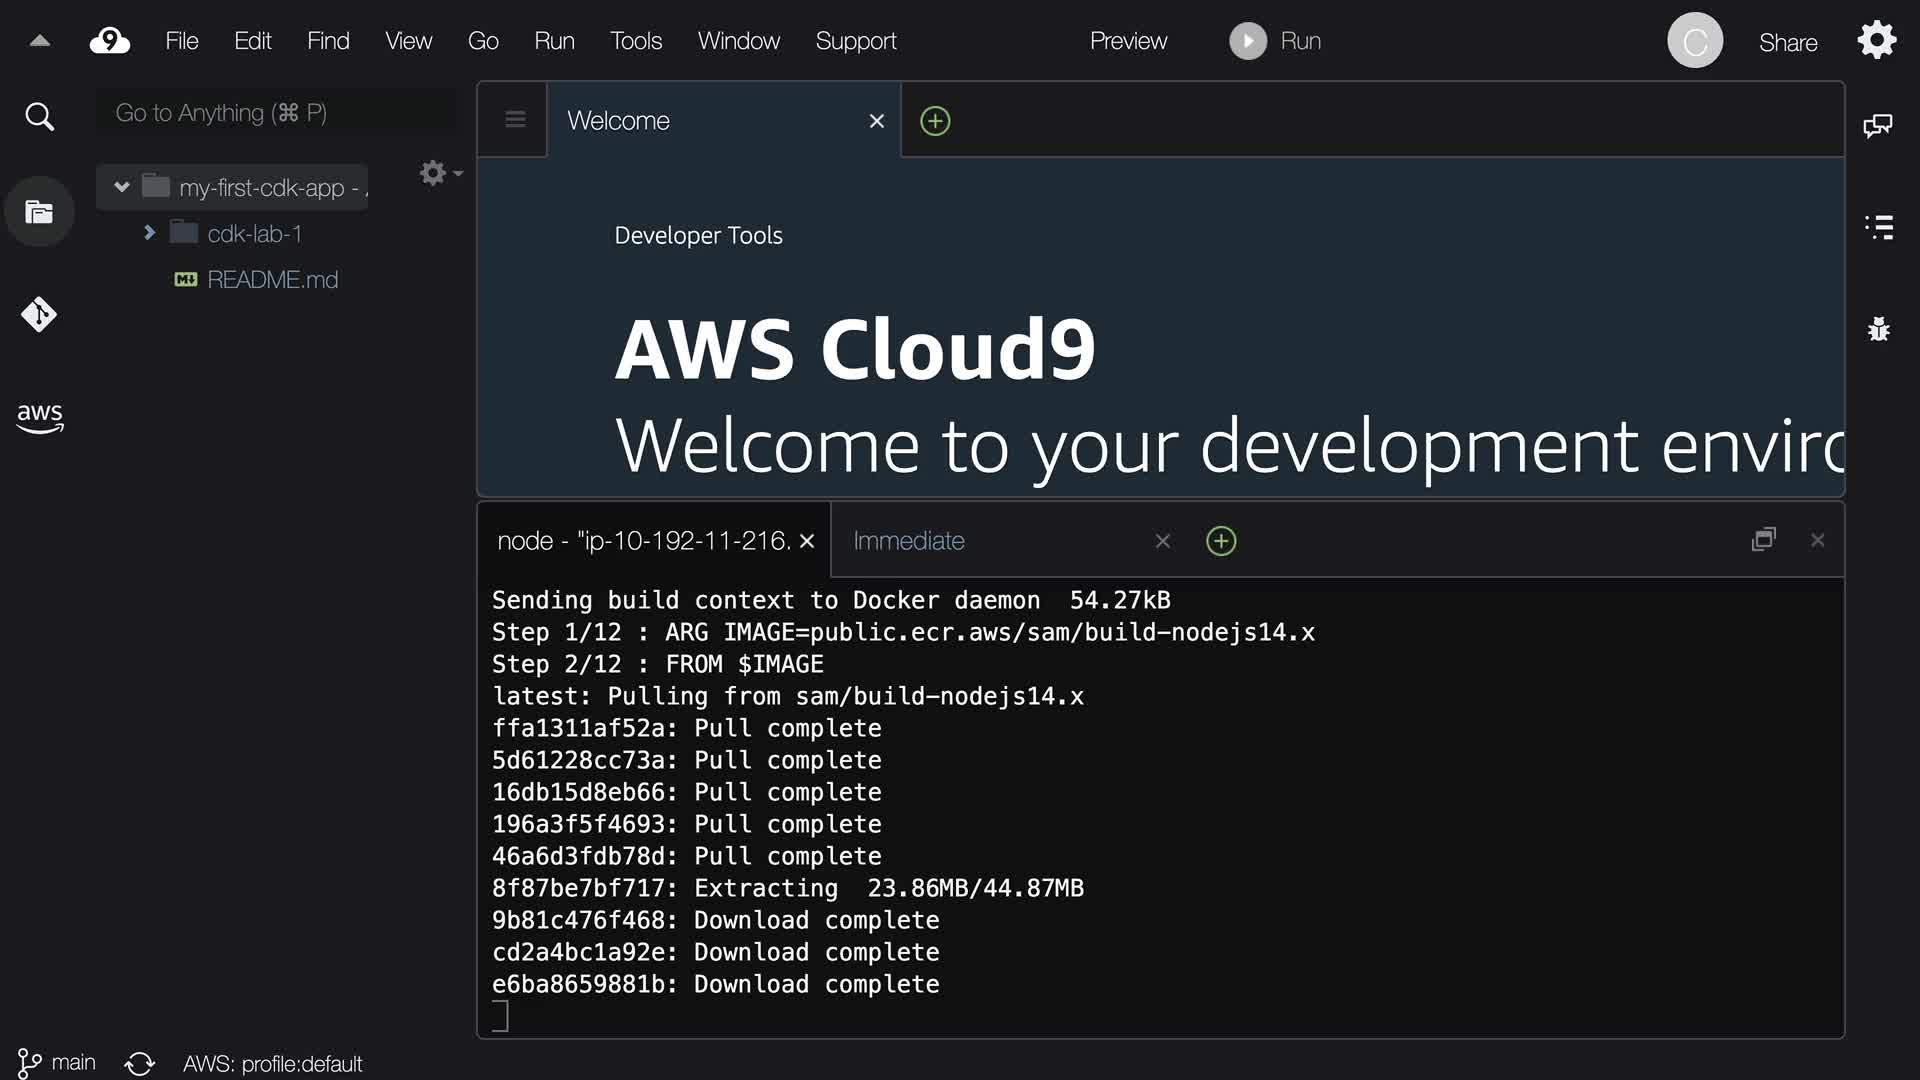 9 File Edit Find View Go Run Tools Window Support Preview Run C Share
Go to Anything (⌘ P)
my-first-cdk-app -
cdk-lab-1
M↓ README.md
aws
Welcome
Developer Tools
AWS Cloud9
Welcome to your development enviro
node - "ip-10-192-11-216. Immediate
Sending build context to Docker daemon  54.27kB
Step 1/12 : ARG IMAGE=public.ecr.aws/sam/build-nodejs14.x
Step 2/12 : FROM $IMAGE
latest: Pulling from sam/build-nodejs14.x
ffa1311af52a: Pull complete
5d61228cc73a: Pull complete
16db15d8eb66: Pull complete
196a3f5f4693: Pull complete
46a6d3fdb78d: Pull complete
8f87be7bf717: Extracting  23.86MB/44.87MB
9b81c476f468: Download complete
cd2a4bc1a92e: Download complete
e6ba8659881b: Download complete
main AWS: profile:default